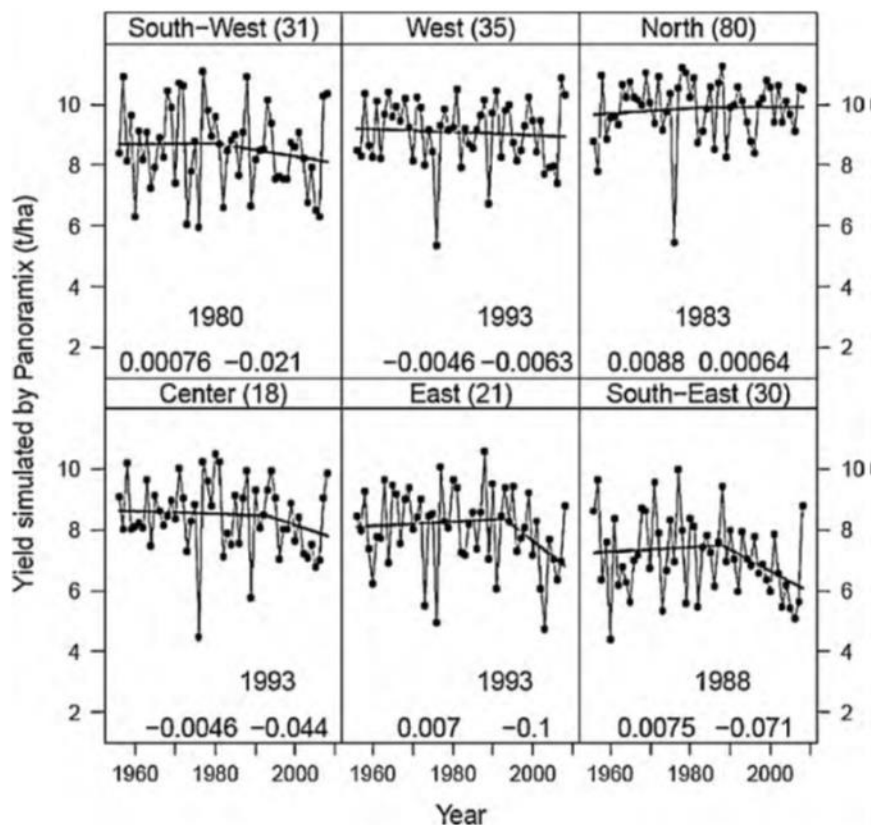 South-West (31)
West (35)
North (80)
10
8
6
4
2
10
8
6
4
2
1980
1993
1983
0.00076 −0.021
−0.0046 −0.0063
0.0088 0.00064
Center (18)
East (21)
South-East (30)
10
8
6
4
2
10
8
6
4
2
1993
1993
1988
−0.0046 −0.044
0.007 −0.1
0.0075 −0.071
1960 1980 2000
1960 1980 2000
1960 1980 2000
Year
Yield simulated by Panoramix (t/ha)